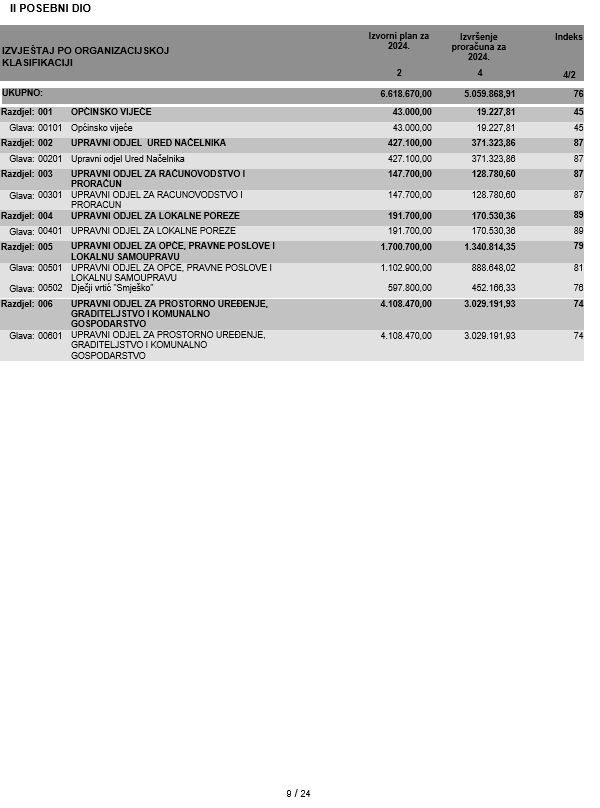 II POSEBNI DIO
IZVJEŠTAJ PO ORGANIZACIJSKOJ
KLASIFIKACIJI
Izvorni plan za
2024.
Izvršenje
proračuna za
2024.
Indeks
2 4 4/2
UKUPNO: 6.618.670,00 5.059.868,91 76
Razdjel: 001 OPĆINSKO VIJEĆE 43.000,00 19.227,81 45
Glava: 00101 Općinsko vijeće 43.000,00 19.227,81 45
Razdjel: 002 UPRAVNI ODJEL URED NAČELNIKA 427.100,00 371.323,86 87
Glava: 00201 Upravni odjel Ured Načelnika 427.100,00 371.323,86 87
Razdjel: 003 UPRAVNI ODJEL ZA RAČUNOVODSTVO I 147.700,00 128.780,60 87
PRORAČUN
Glava: 00301 UPRAVNI ODJEL ZA RAČUNOVODSTVO I 147.700,00 128.780,60 87
PRORAČUN
Razdjel: 004 UPRAVNI ODJEL ZA LOKALNE POREZE 191.700,00 170.530,36 89
Glava: 00401 UPRAVNI ODJEL ZA LOKALNE POREZE 191.700,00 170.530,36 89
Razdjel: 005 UPRAVNI ODJEL ZA OPĆE, PRAVNE POSLOVE I 1.700.700,00 1.340.814,35 79
LOKALNU SAMOUPRAVU
Glava: 00501 UPRAVNI ODJEL ZA OPĆE, PRAVNE POSLOVE I 1.102.900,00 888.648,02 81
LOKALNU SAMOUPRAVU
Glava: 00502 Dječji vrtić "Smješko" 597.800,00 452.166,33 76
Razdjel: 006 UPRAVNI ODJEL ZA PROSTORNO UREĐENJE, 4.108.470,00 3.029.191,93 74
GRADITELJSTVO I KOMUNALNO
GOSPODARSTVO
Glava: 00601 UPRAVNI ODJEL ZA PROSTORNO UREĐENJE, 4.108.470,00 3.029.191,93 74
GRADITELJSTVO I KOMUNALNO
GOSPODARSTVO
9 / 24